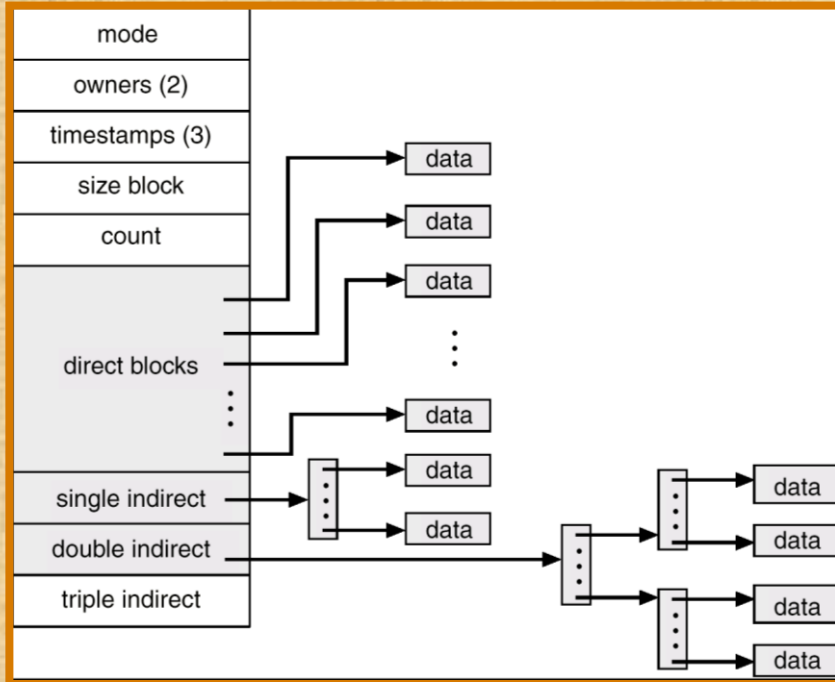 mode
owners (2)
timestamps (3)
size block
count
direct blocks
single indirect
double indirect
triple indirect
data
data
data
data
data
data
data
data
data
data